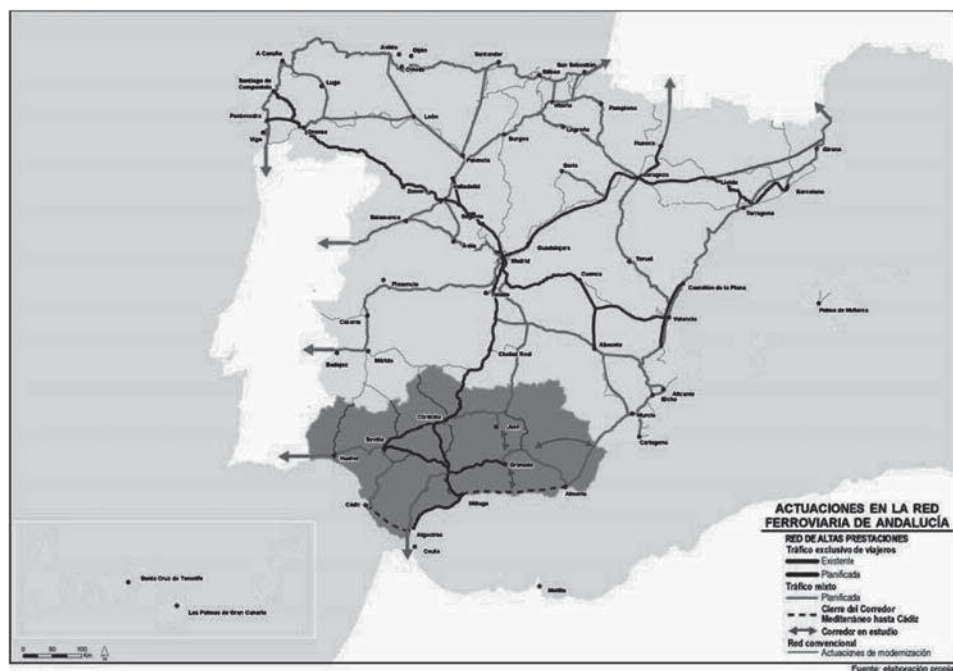 A Coruña
Santiago de Compostela
Pontevedra
Vigo
Lugo
Ourense
Avilés
Gijón
Oviedo
León
Santander
Bilbao
San Sebastián
Vitoria
Pamplona
Logroño
Burgos
Palencia
Valladolid
Zamora
Salamanca
Segovia
Ávila
Soria
Huesca
Zaragoza
Lleida
Girona
Barcelona
Tarragona
Guadalajara
Madrid
Teruel
Cuenca
Castellón de la Plana
Valencia
Palma de Mallorca
Plasencia
Cáceres
Mérida
Badajoz
Ciudad Real
Albacete
Alicante
Elche
Murcia
Cartagena
Córdoba
Jaén
Sevilla
Huelva
Granada
Almería
Málaga
Cádiz
Algeciras
Ceuta
Melilla
Santa Cruz de Tenerife
Las Palmas de Gran Canaria
0 50 100
Km
ACTUACIONES EN LA RED
FERROVIARIA DE ANDALUCÍA
RED DE ALTAS PRESTACIONES
Tráfico exclusivo de viajeros
Existente
Planificada
Tráfico mixto
Planificada
Cierre del Corredor
Mediterráneo hasta Cádiz
Corredor en estudio
Red convencional
Actuaciones de modernización
Fuente: elaboración propia